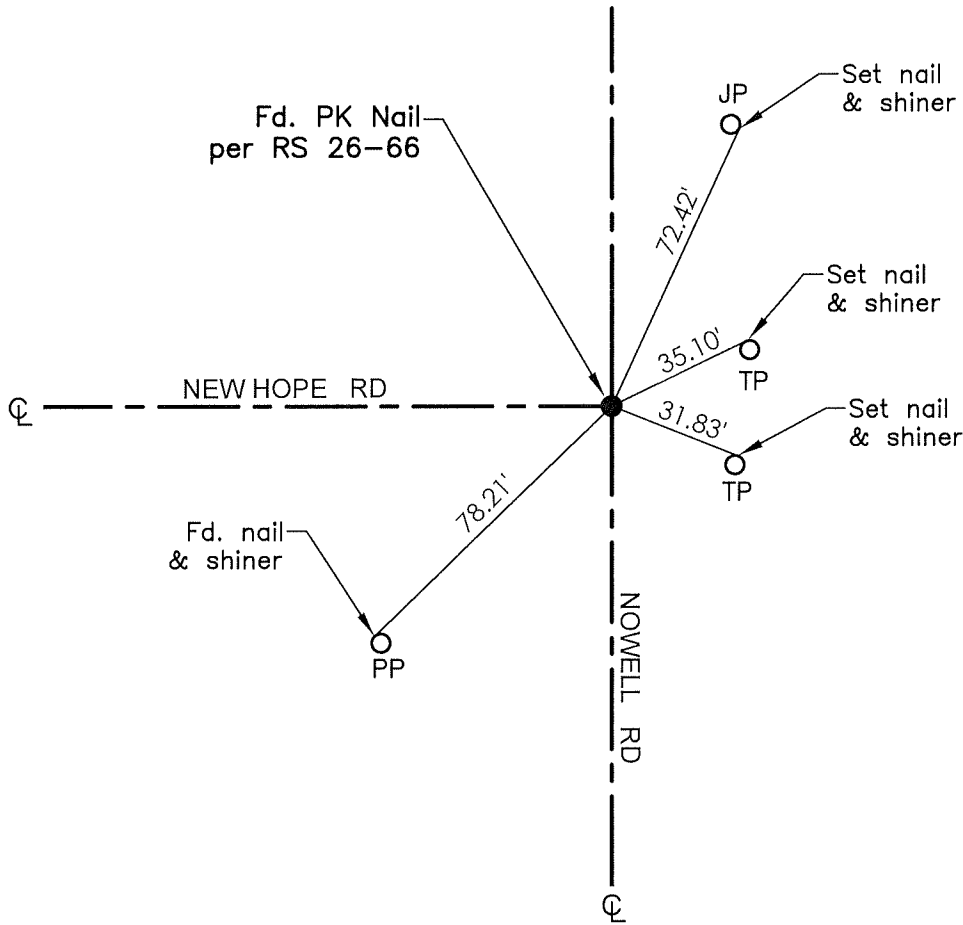 JP
Set nail
& shiner
Fd. PK Nail
per RS 26-66
72.42'
Set nail
& shiner
35.10'
TP
NEW HOPE RD
℄
31.83'
Set nail
& shiner
TP
78.21'
Fd. nail
& shiner
PP
NOWELL RD
℄